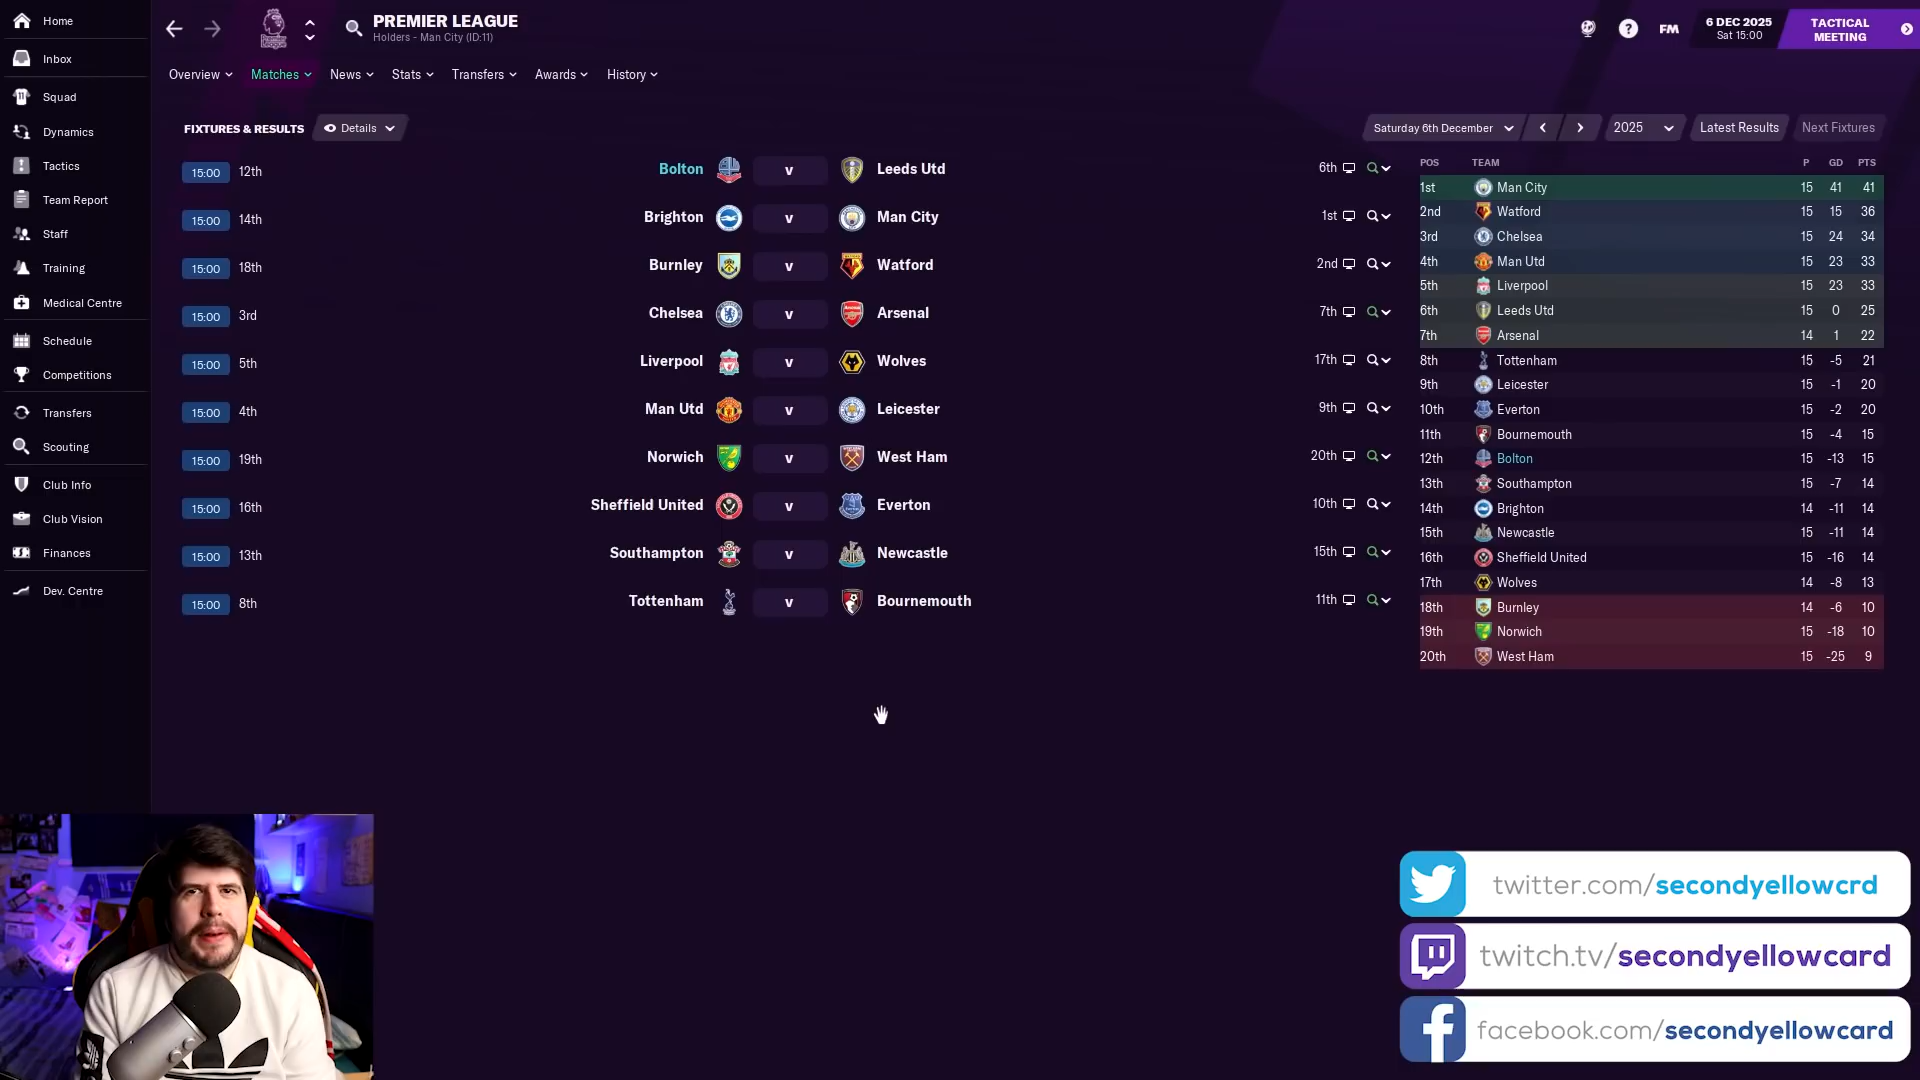 Home
Inbox
Squad
Dynamics
Tactics
Team Report
Staff
Training
Medical Centre
Schedule
Competitions
Transfers
Scouting
Club Info
Club Vision
Finances
Dev. Centre
PREMIER LEAGUE
Holders - Man City (ID:11)
FM
6 DEC 2025
Sat 15:00
TACTICAL
MEETING
Overview Matches News Stats Transfers Awards History
FIXTURES & RESULTS Details
Saturday 6th December 2025 Latest Results Next Fixtures
15:00 12th Bolton v Leeds Utd 6th
15:00 14th Brighton v Man City 1st
15:00 18th Burnley v Watford 2nd
15:00 3rd Chelsea v Arsenal 7th
15:00 5th Liverpool v Wolves 17th
15:00 4th Man Utd v Leicester 9th
15:00 19th Norwich v West Ham 20th
15:00 16th Sheffield United v Everton 10th
15:00 13th Southampton v Newcastle 15th
15:00 8th Tottenham v Bournemouth 11th
POS TEAM P GD PTS
1st Man City 15 41 41
2nd Watford 15 15 36
3rd Chelsea 15 24 34
4th Man Utd 15 23 33
5th Liverpool 15 23 33
6th Leeds Utd 15 0 25
7th Arsenal 14 1 22
8th Tottenham 15 -5 21
9th Leicester 15 -1 20
10th Everton 15 -2 20
11th Bournemouth 15 -4 15
12th Bolton 15 -13 15
13th Southampton 15 -7 14
14th Brighton 14 -11 14
15th Newcastle 15 -11 14
16th Sheffield United 15 -16 14
17th Wolves 14 -8 13
18th Burnley 14 -6 10
19th Norwich 15 -18 10
20th West Ham 15 -25 9
twitter.com/secondyellowcrd
twitch.tv/secondyellowcard
facebook.com/secondyellowcard